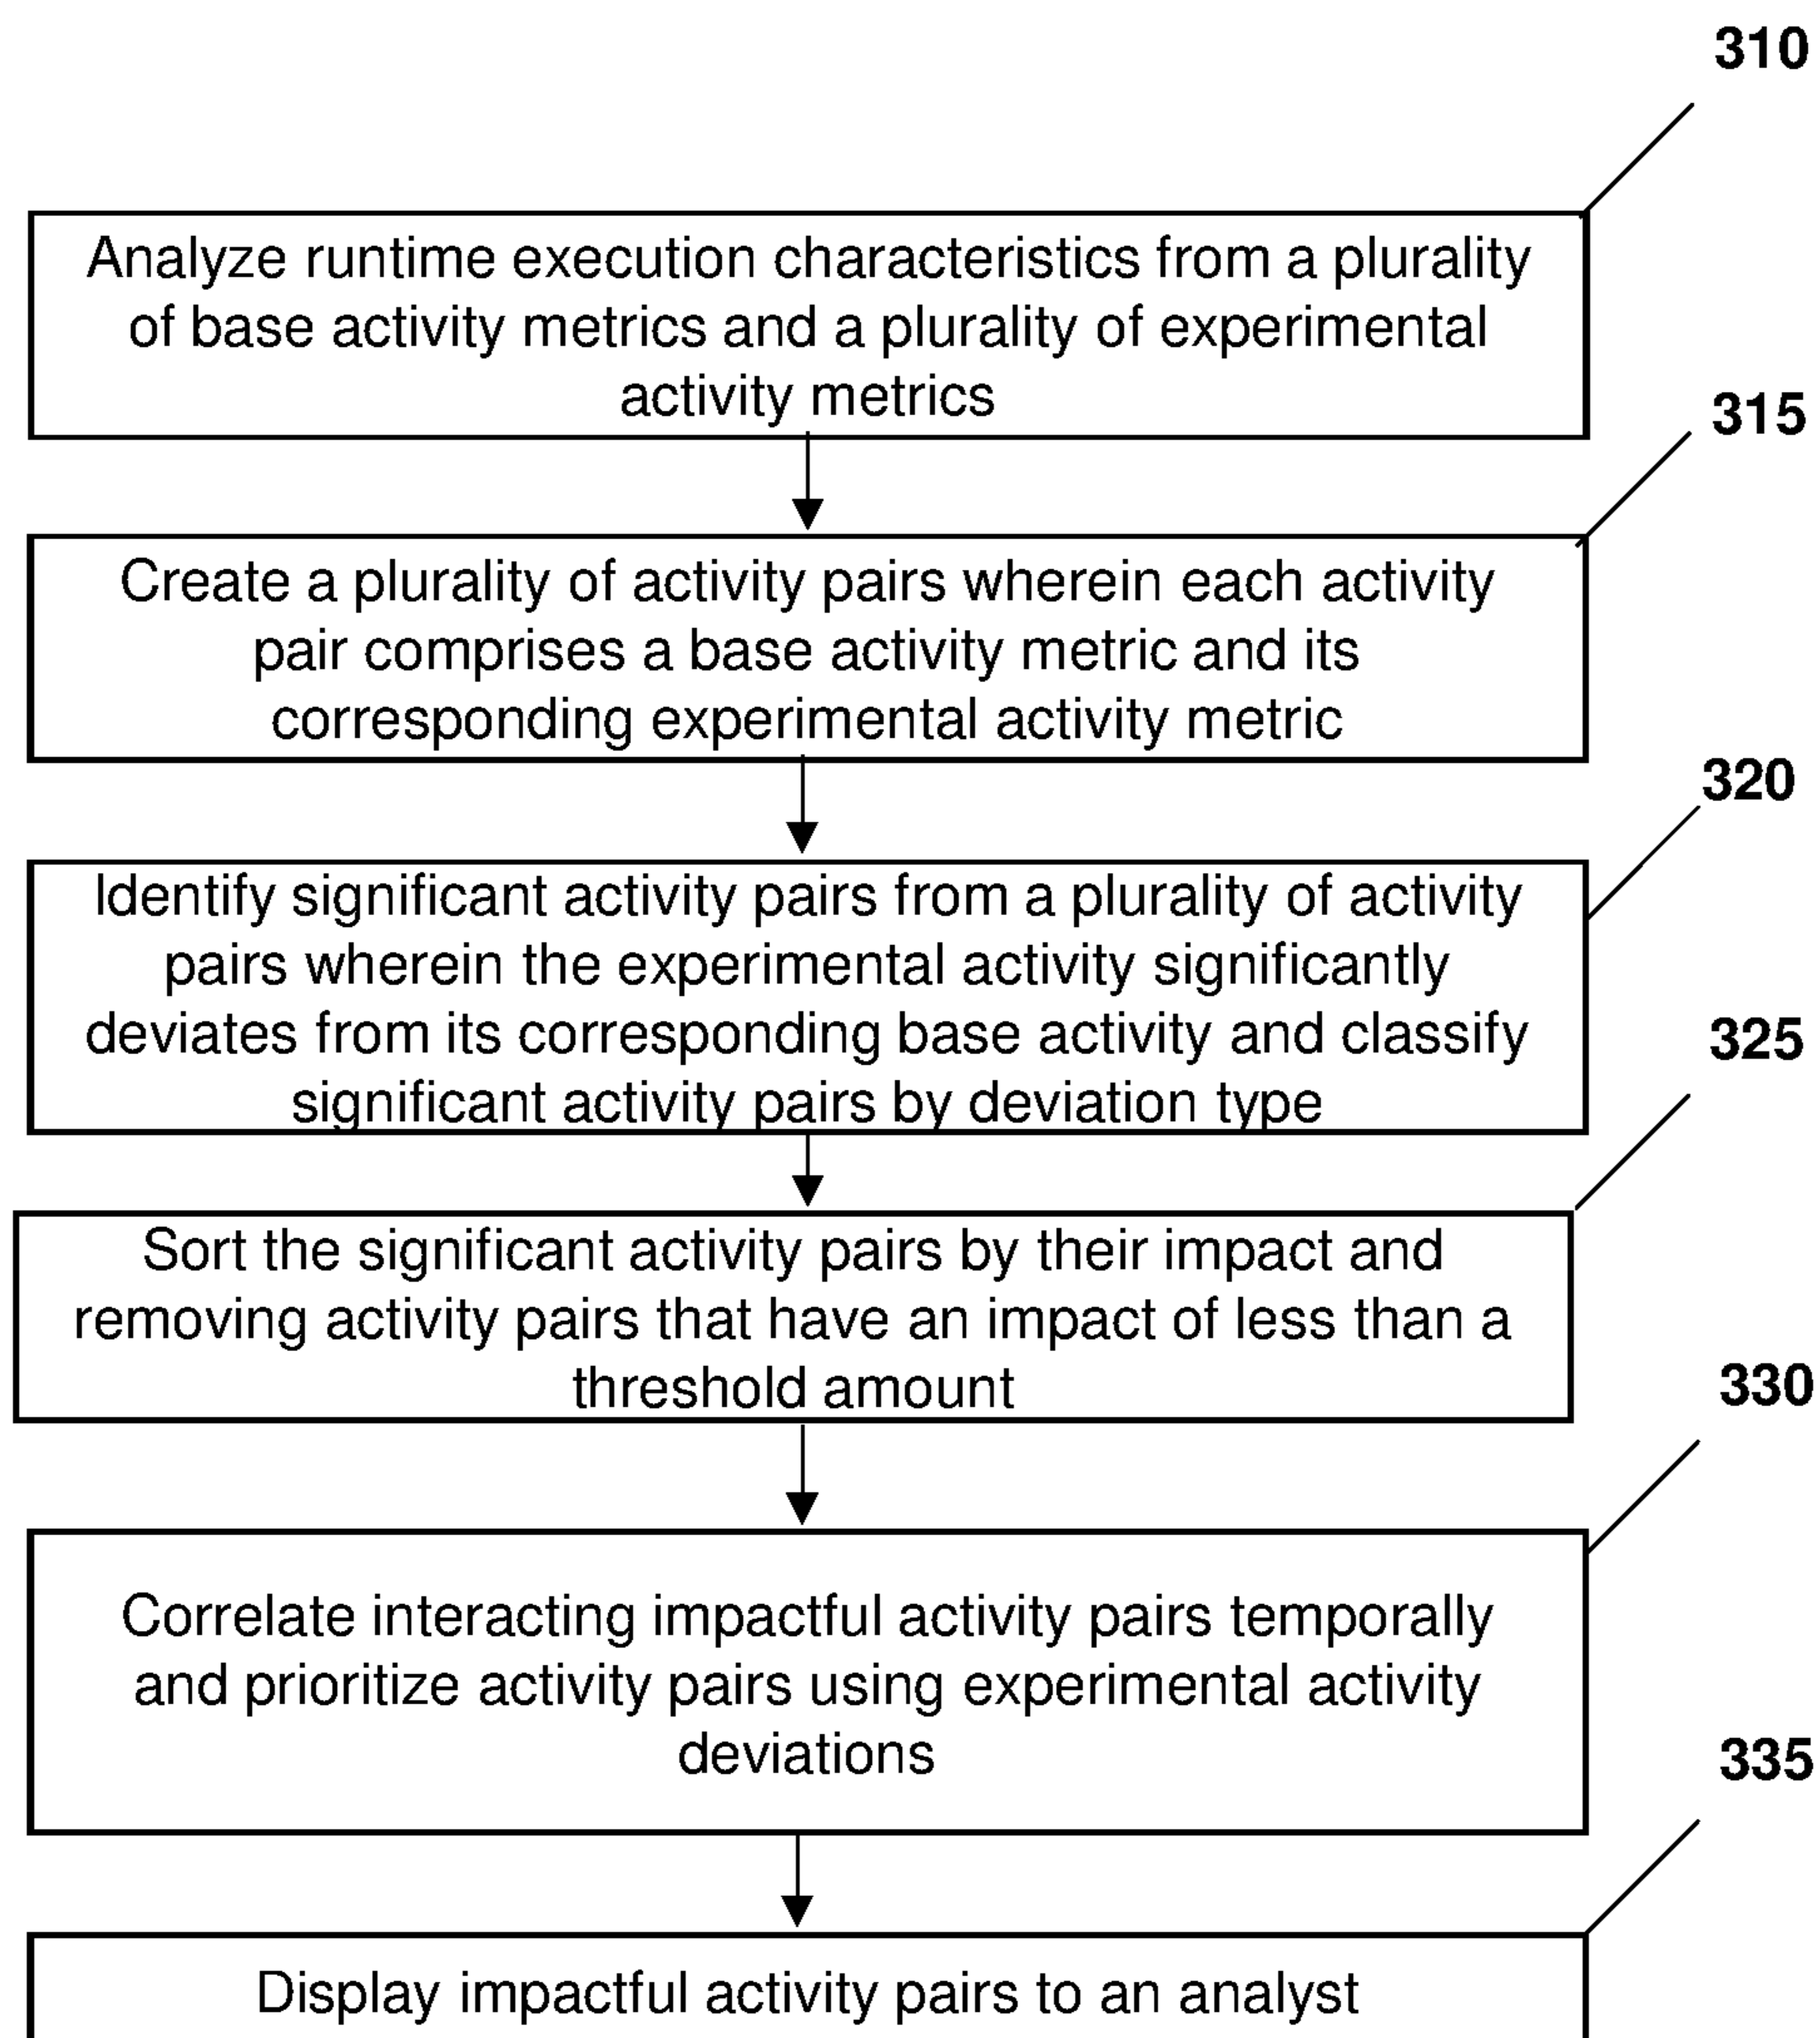 310
Analyze runtime execution characteristics from a plurality
of base activity metrics and a plurality of experimental
activity metrics
315
Create a plurality of activity pairs wherein each activity
pair comprises a base activity metric and its
corresponding experimental activity metric
320
Identify significant activity pairs from a plurality of activity
pairs wherein the experimental activity significantly
deviates from its corresponding base activity and classify
significant activity pairs by deviation type
325
Sort the significant activity pairs by their impact and
removing activity pairs that have an impact of less than a
threshold amount
330
Correlate interacting impactful activity pairs temporally
and prioritize activity pairs using experimental activity
deviations
335
Display impactful activity pairs to an analyst